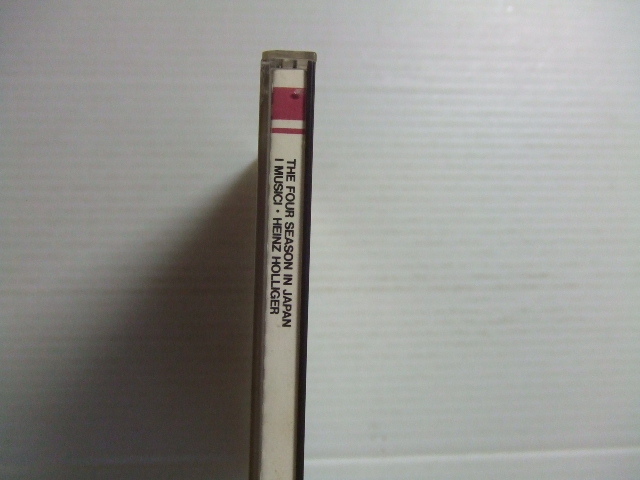 THE FOUR SEASON IN JAPAN
I MUSICI · HEINZ HOLLIGER